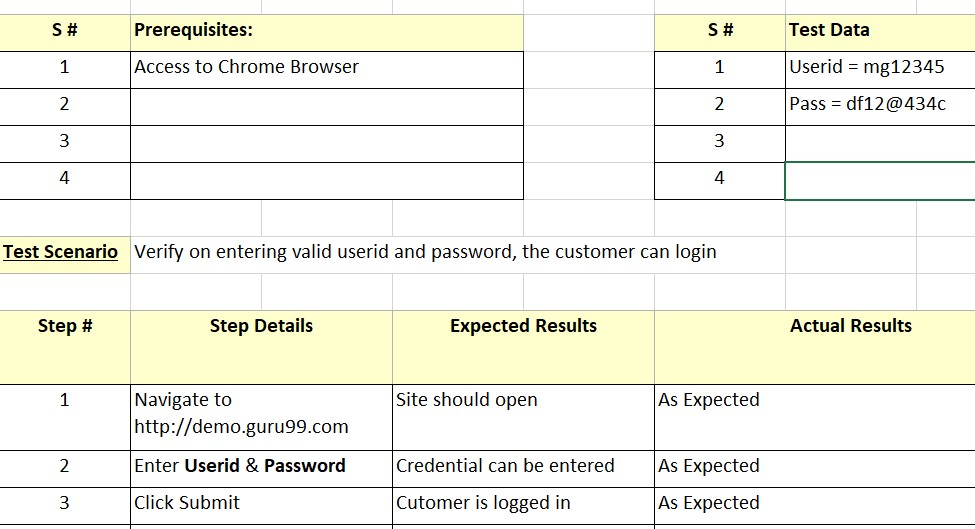 S # Prerequisites: S # Test Data
1 Access to Chrome Browser 1 Userid = mg12345
2 2 Pass = df12@434c
3 3
4 4
Test Scenario Verify on entering valid userid and password, the customer can login
Step # Step Details Expected Results Actual Results
1 Navigate to Site should open As Expected
http://demo.guru99.com
2 Enter Userid & Password Credential can be entered As Expected
3 Click Submit Cutomer is logged in As Expected